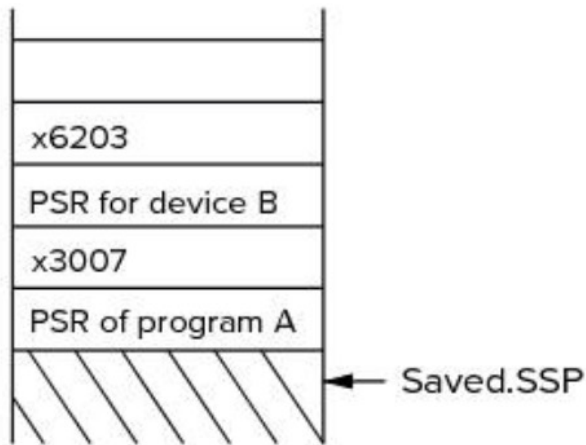 x6203
PSR for device B
x3007
PSR of program A
Saved.SSP